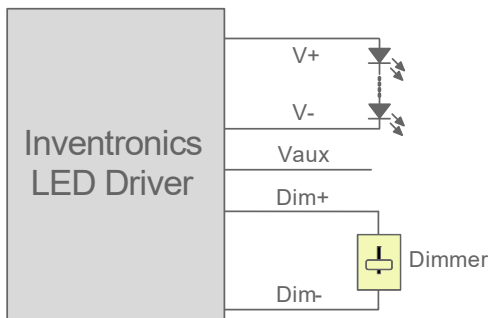 Inventronics
LED Driver
V+
V-
Vaux
Dim+
Dimmer
Dim-